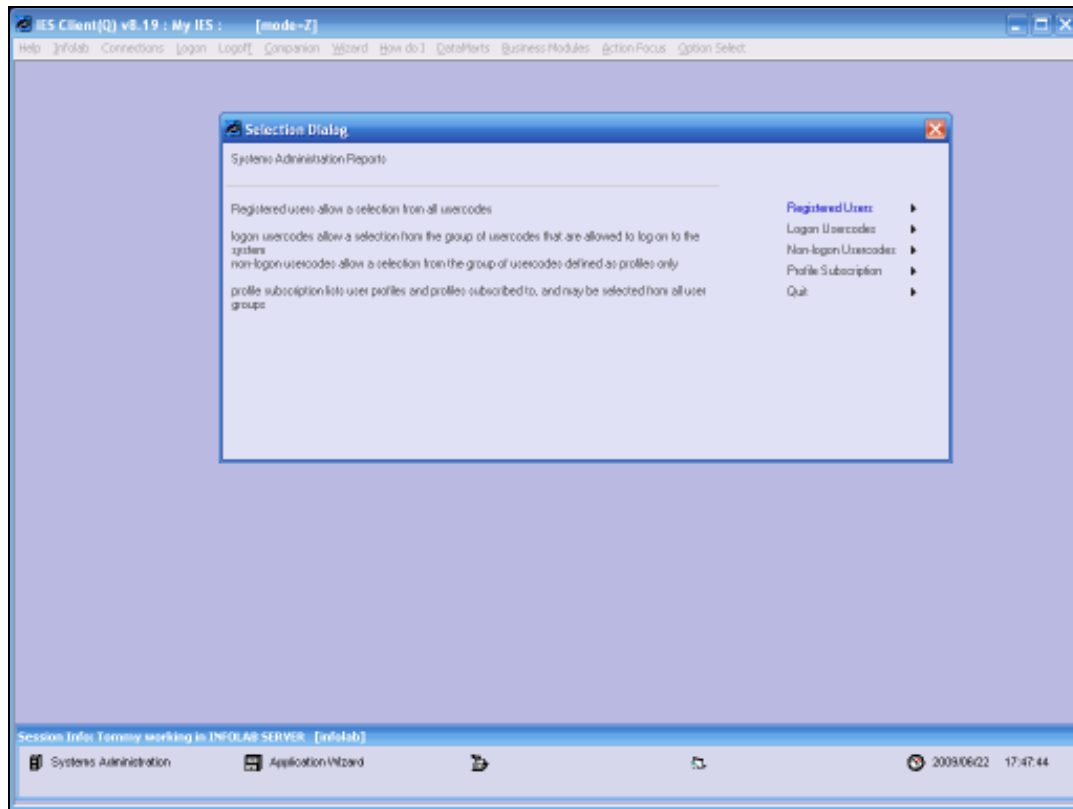 IES Client(Q) v8.19 : My IES : [mode=Z]
Help Infolab Connections Logon Logoff Companion Wizard How do I DataMarts Business Modules Action Focus Option Select
Selection Dialog
Systems Administration Reports
Registered users allow a selection from all usercodes
logon usercodes allow a selection from the group of usercodes that are allowed to log on to the
system
non-logon usercodes allow a selection from the group of usercodes defined as profiles only
profile subscription lists user profiles and profiles subscribed to, and may be selected from all user
groups
Registered Users
Logon Usercodes
Non-logon Usercodes
Profile Subscription
Quit
Session Info: Tommy working in INFOLAB SERVER [infolab]
Systems Administration Application Wizard 2009/06/22 17:47:44